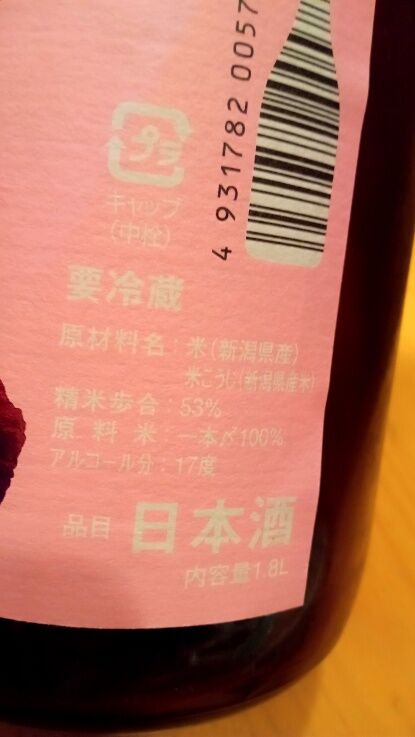 4 931782 0057
プラ
キャップ
(中栓)
要冷蔵
原材料名：米(新潟県産)
米こうじ(新潟県産米)
精米歩合：53%
原料米：一本〆100%
アルコール分：17度
品目 日本酒
内容量1.8L